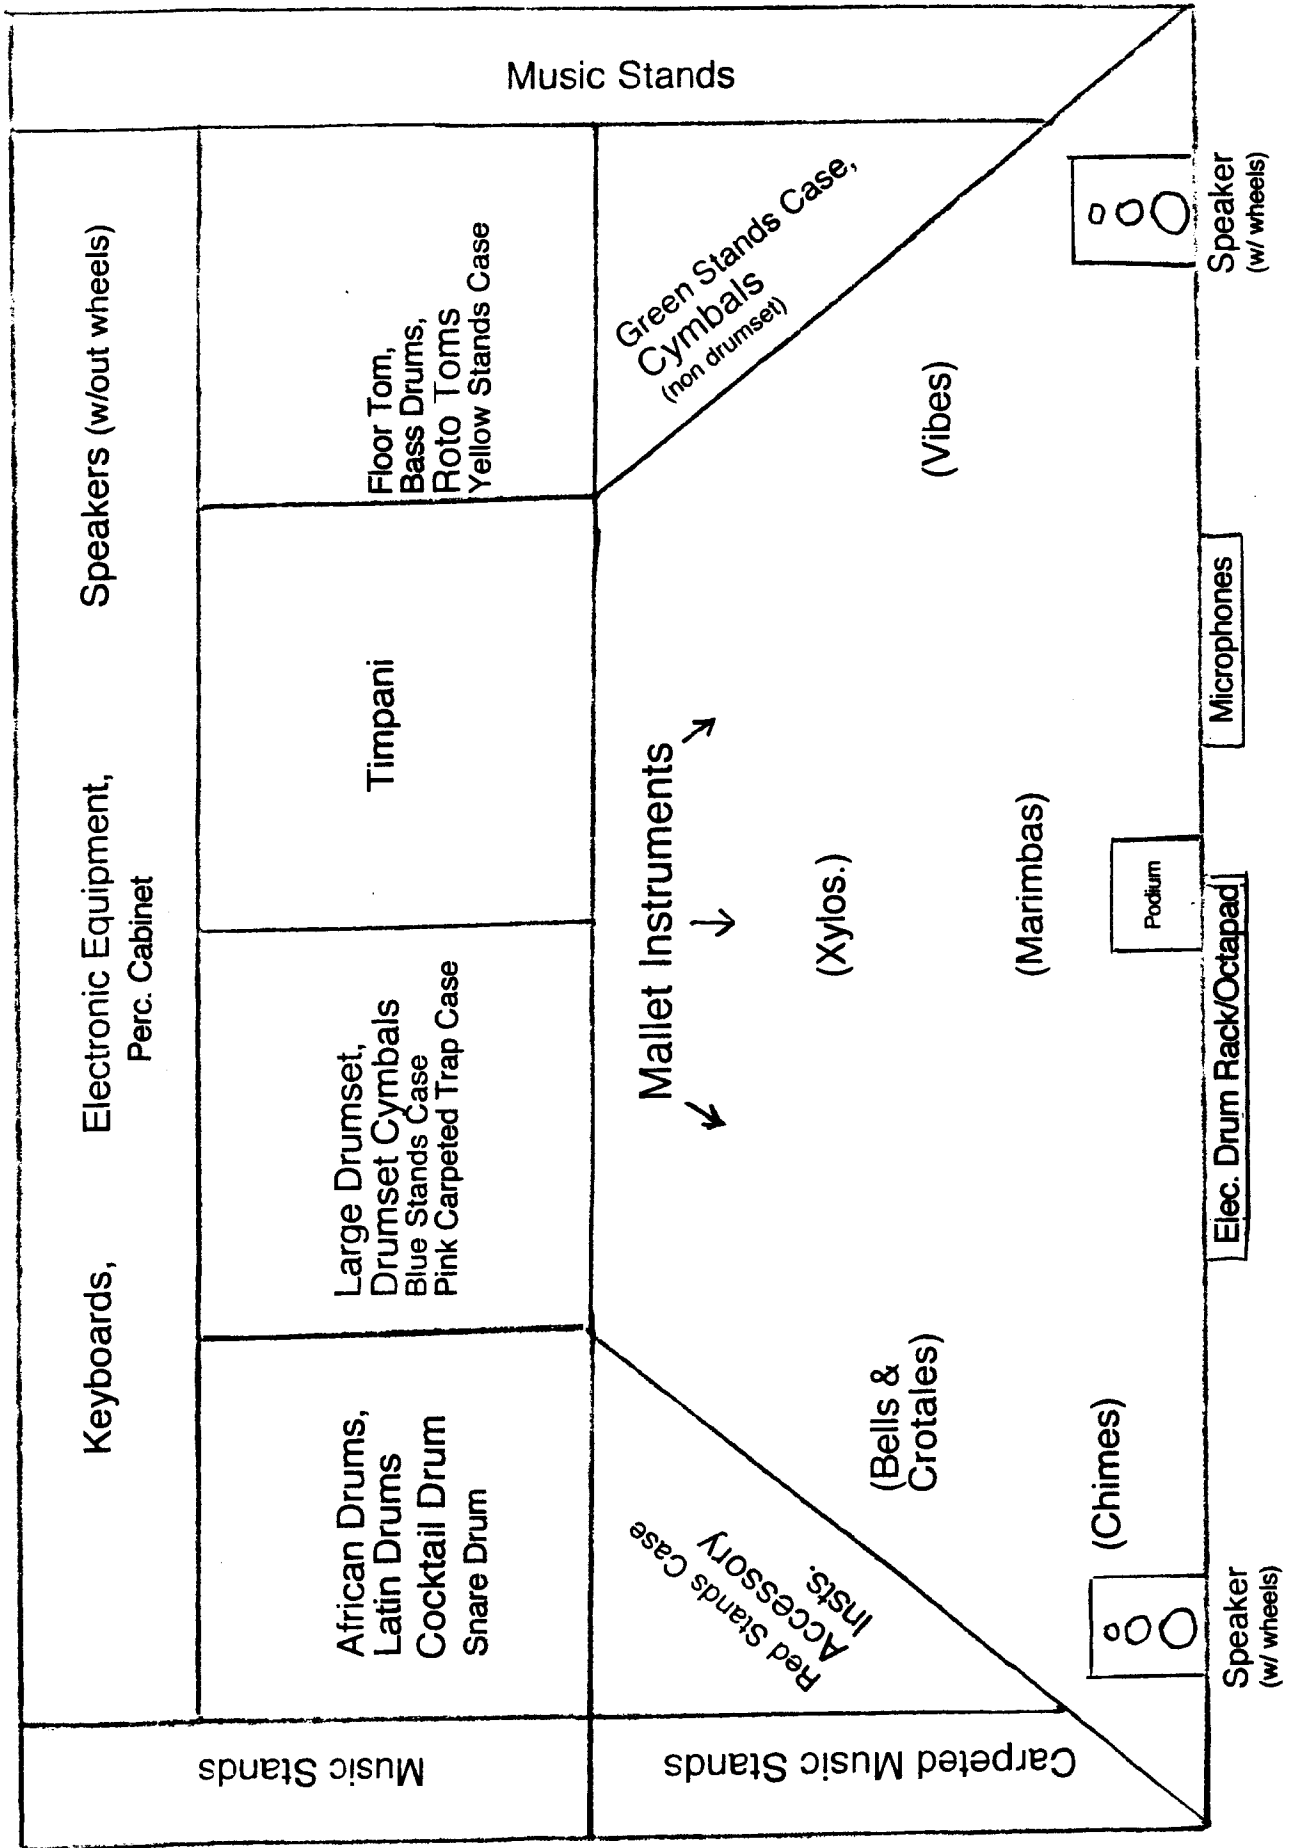 Keyboards,
Electronic Equipment,
Perc. Cabinet
Speakers (w/out wheels)
Music Stands
African Drums,
Latin Drums
Cocktail Drum
Snare Drum
Large Drumset,
Drumset Cymbals
Blue Stands Case
Pink Carpeted Trap Case
Timpani
Floor Tom,
Bass Drums,
Roto Toms
Yellow Stands Case
Music Stands
Carpeted Music Stands
Red Stands Case
Accessory
Insts.
Mallet Instruments
Green Stands Case,
Cymbals
(non drumset)
(Bells &
Crotales)
(Xylos.)
(Vibes)
(Chimes)
(Marimbas)
Podium
Speaker
(w/ wheels)
Elec. Drum Rack/Octapad
Microphones
Speaker
(w/ wheels)